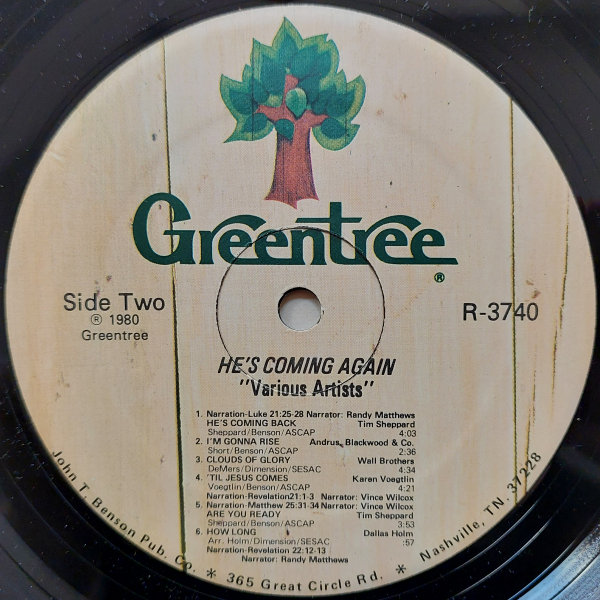 Greentree
®
Side Two
℗ 1980
Greentree
R-3740
HE'S COMING AGAIN
"Various Artists"
1. Narration-Luke 21:25-28 Narrator: Randy Matthews
HE'S COMING BACK Tim Sheppard
Sheppard/Benson/ASCAP 4:03
2. I'M GONNA RISE Andrus, Blackwood & Co.
Short/Benson/ASCAP 2:36
3. CLOUDS OF GLORY Wall Brothers
DeMers/Dimension/SESAC 4:34
4. 'TIL JESUS COMES Karen Voegtlin
Voegtlin/Benson/ASCAP 4:21
Narration-Revelation21:1-3 Narrator: Vince Wilcox
5. Narration-Matthew 25:31-34 Narrator: Vince Wilcox
ARE YOU READY Tim Sheppard
Sheppard/Benson/ASCAP 3:53
6. HOW LONG Dallas Holm
Arr. Holm/Dimension/SESAC :57
Narration-Revelation 22:12-13
Narrator: Randy Matthews
John T. Benson Pub. Co. * 365 Great Circle Rd. * Nashville, TN. 37228